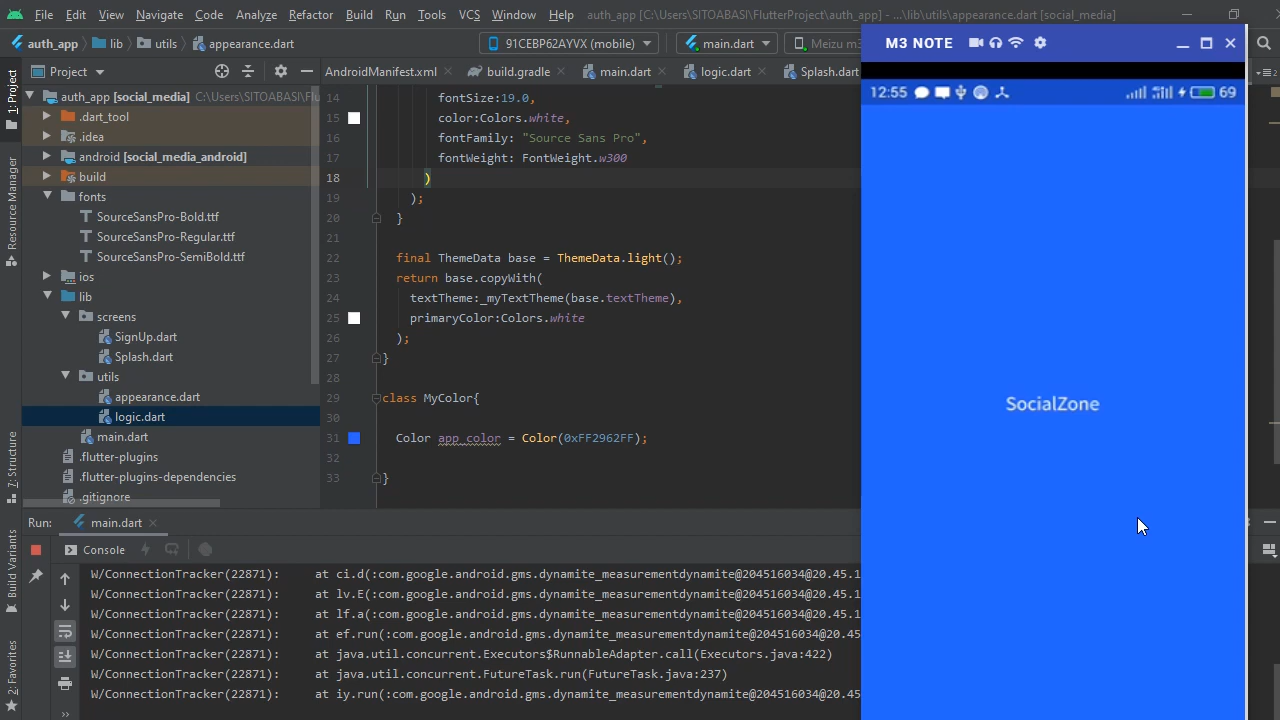 File Edit View Navigate Code Analyze Refactor Build Run Tools VCS Window Help auth_app [C:\Users\SITOABASI\FlutterProject\auth_app] - ...\lib\utils\appearance.dart [social_media]
auth_app lib utils appearance.dart 91CEBP62AYVX (mobile) main.dart Meizu m3
Project AndroidManifest.xml build.gradle main.dart logic.dart Splash.dart
1: Project
Resource Manager
7: Structure
Build Variants
2: Favorites
auth_app [social_media] C:\Users\SITOABASI\Flu
.dart_tool
.idea
android [social_media_android]
build
fonts
SourceSansPro-Bold.ttf
SourceSansPro-Regular.ttf
SourceSansPro-SemiBold.ttf
ios
lib
screens
SignUp.dart
Splash.dart
utils
appearance.dart
logic.dart
main.dart
.flutter-plugins
.flutter-plugins-dependencies
.gitignore
14 fontSize:19.0,
15 color:Colors.white,
16 fontFamily: "Source Sans Pro",
17 fontWeight: FontWeight.w300
18 )
19 );
20 }
21
22 final ThemeData base = ThemeData.light();
23 return base.copyWith(
24 textTheme:_myTextTheme(base.textTheme),
25 primaryColor:Colors.white
26 );
27 }
28
29 class MyColor{
30
31 Color app_color = Color(0xFF2962FF);
32
33 }
Run: main.dart
Console
W/ConnectionTracker(22871): at ci.d(:com.google.android.gms.dynamite_measurementdynamite@204516034@20.45.1
W/ConnectionTracker(22871): at lv.E(:com.google.android.gms.dynamite_measurementdynamite@204516034@20.45.1
W/ConnectionTracker(22871): at lf.a(:com.google.android.gms.dynamite_measurementdynamite@204516034@20.45.1
W/ConnectionTracker(22871): at ef.run(:com.google.android.gms.dynamite_measurementdynamite@204516034@20.45
W/ConnectionTracker(22871): at java.util.concurrent.Executors$RunnableAdapter.call(Executors.java:422)
W/ConnectionTracker(22871): at java.util.concurrent.FutureTask.run(FutureTask.java:237)
W/ConnectionTracker(22871): at iy.run(:com.google.android.gms.dynamite_measurementdynamite@204516034@20.45
M3 NOTE
12:55 69
SocialZone